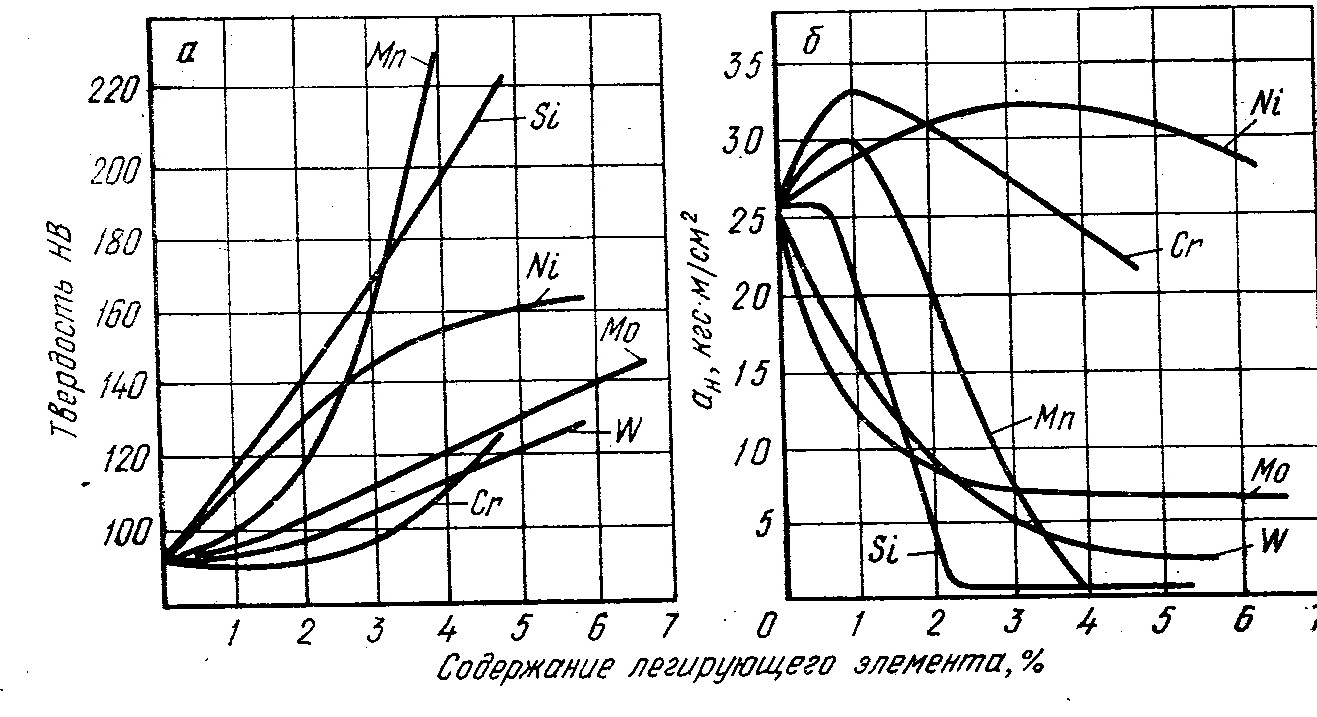 а
Mn
Si
Ni
Mo
W
Cr
220
200
180
160
140
120
100
Твердость НВ
1 2 3 4 5 6 7
б
35
30
25
20
15
10
5
aн, кгс·м/см²
Ni
Cr
Mn
Mo
W
Si
0 1 2 3 4 5 6 7
Содержание легирующего элемента, %